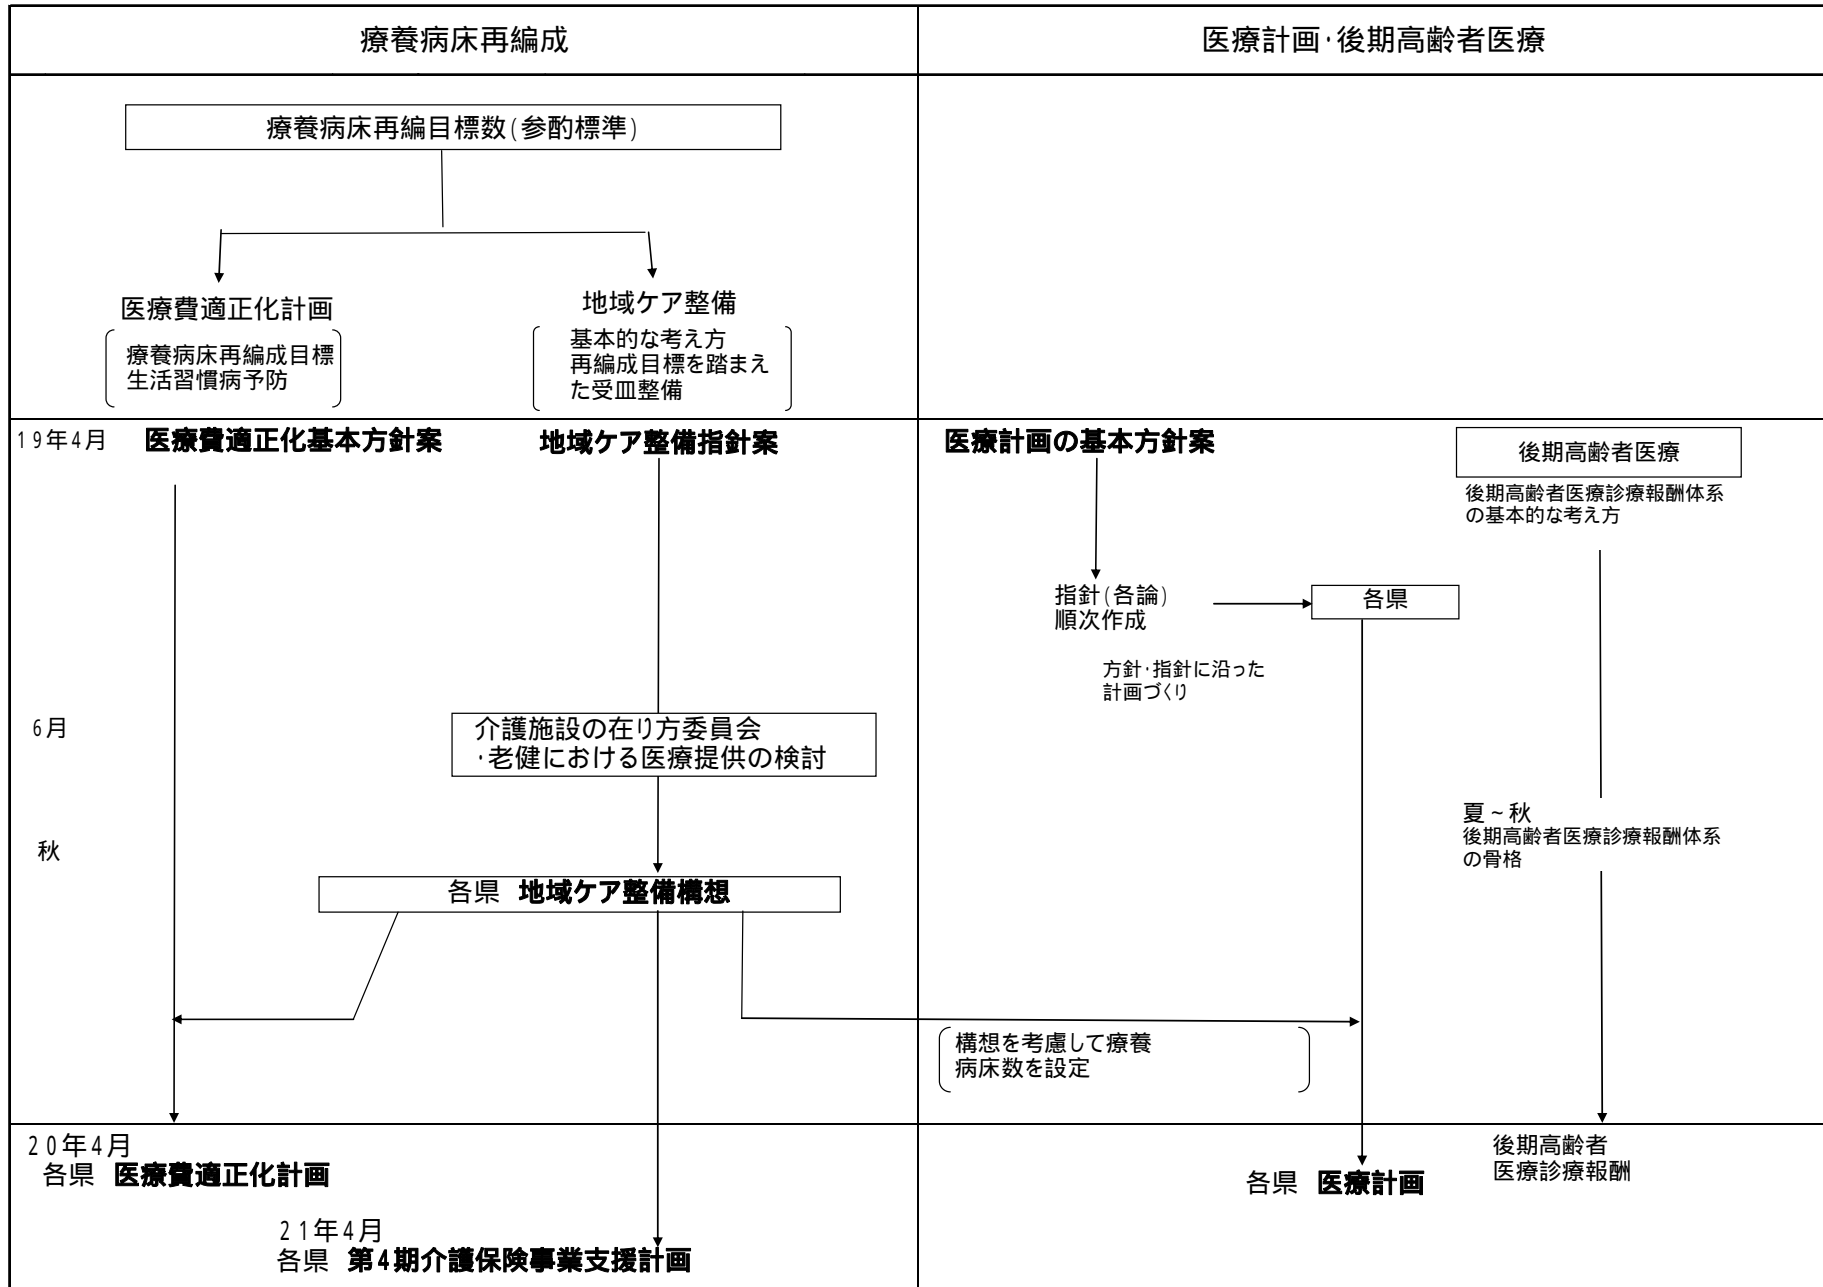 療養病床再編成
医療計画・後期高齢者医療
療養病床再編目標数(参酌標準)
医療費適正化計画
療養病床再編成目標
生活習慣病予防
地域ケア整備
基本的な考え方
再編成目標を踏まえ
た受皿整備
19年4月
医療費適正化基本方針案
地域ケア整備指針案
医療計画の基本方針案
後期高齢者医療
後期高齢者医療診療報酬体系
の基本的な考え方
指針(各論)
順次作成
各県
方針・指針に沿った
計画づくり
6月
介護施設の在り方委員会
・老健における医療提供の検討
夏~秋
後期高齢者医療診療報酬体系
の骨格
秋
各県 地域ケア整備構想
構想を考慮して療養
病床数を設定
20年4月
各県 医療費適正化計画
各県 医療計画
後期高齢者
医療診療報酬
21年4月
各県 第4期介護保険事業支援計画